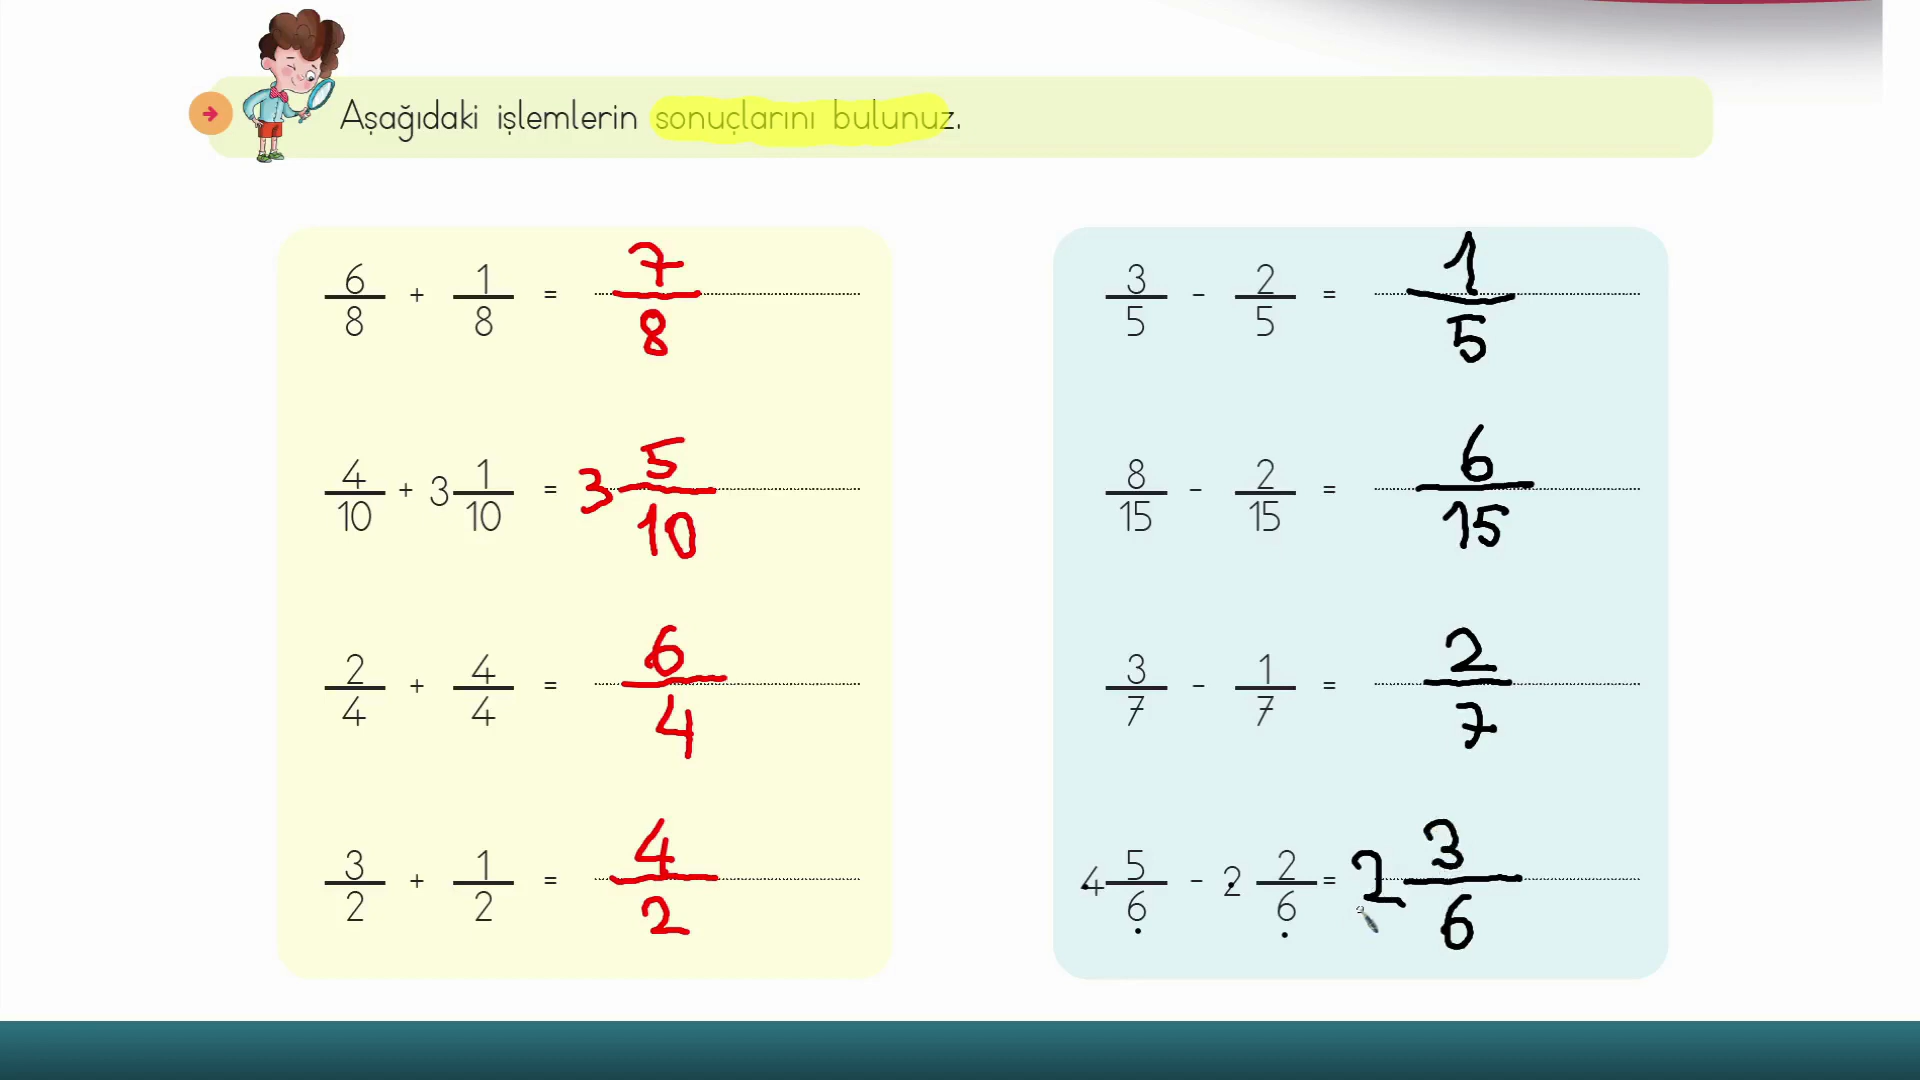 Aşağıdaki işlemlerin sonuçlarını bulunuz.
6/8 + 1/8 = 7/8
4/10 + 3 1/10 = 3 5/10
2/4 + 4/4 = 6/4
3/2 + 1/2 = 4/2
3/5 - 2/5 = 1/5
8/15 - 2/15 = 6/15
3/7 - 1/7 = 2/7
4 5/6 - 2 2/6 = 2 3/6